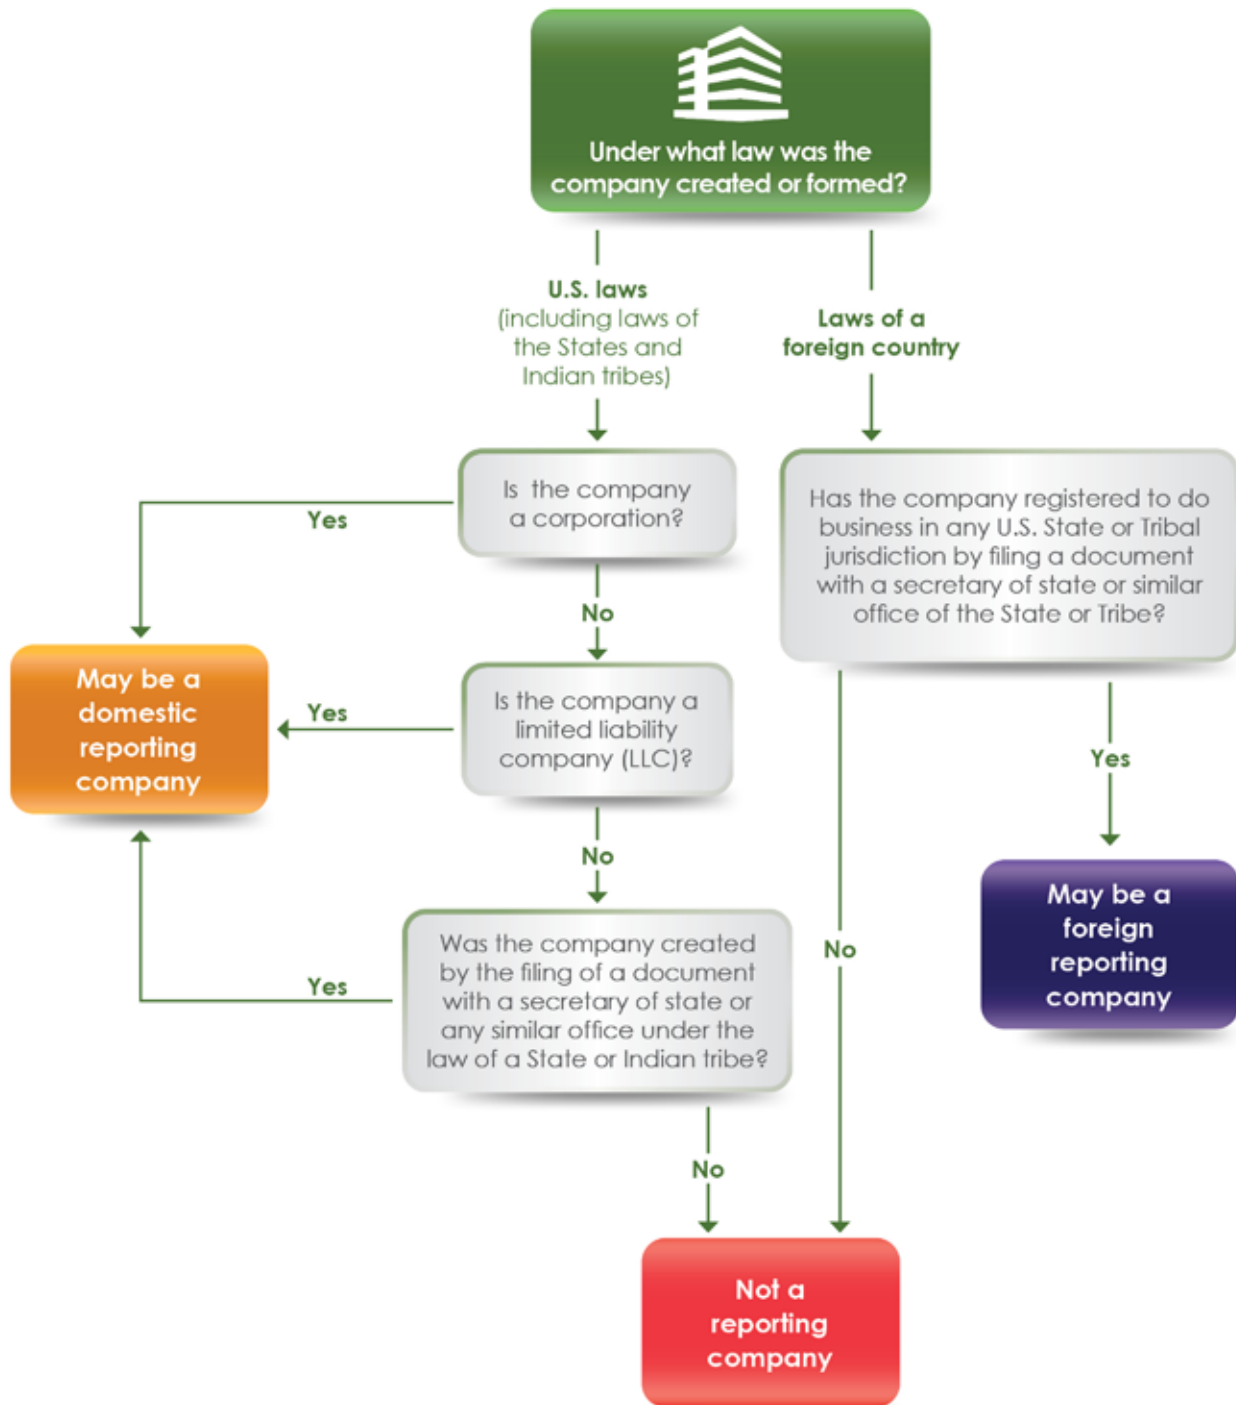 Under what law was the
company created or formed?
U.S. laws
(including laws of
the States and
Indian tribes)
Laws of a
foreign country
Is the company
a corporation?
Yes
No
Has the company registered to do
business in any U.S. State or Tribal
jurisdiction by filing a document
with a secretary of state or similar
office of the State or Tribe?
May be a
domestic
reporting
company
Yes
Is the company a
limited liability
company (LLC)?
No
Yes
May be a
foreign
reporting
company
Was the company created
by the filing of a document
with a secretary of state or
any similar office under the
law of a State or Indian tribe?
Yes
No
No
Not a
reporting
company